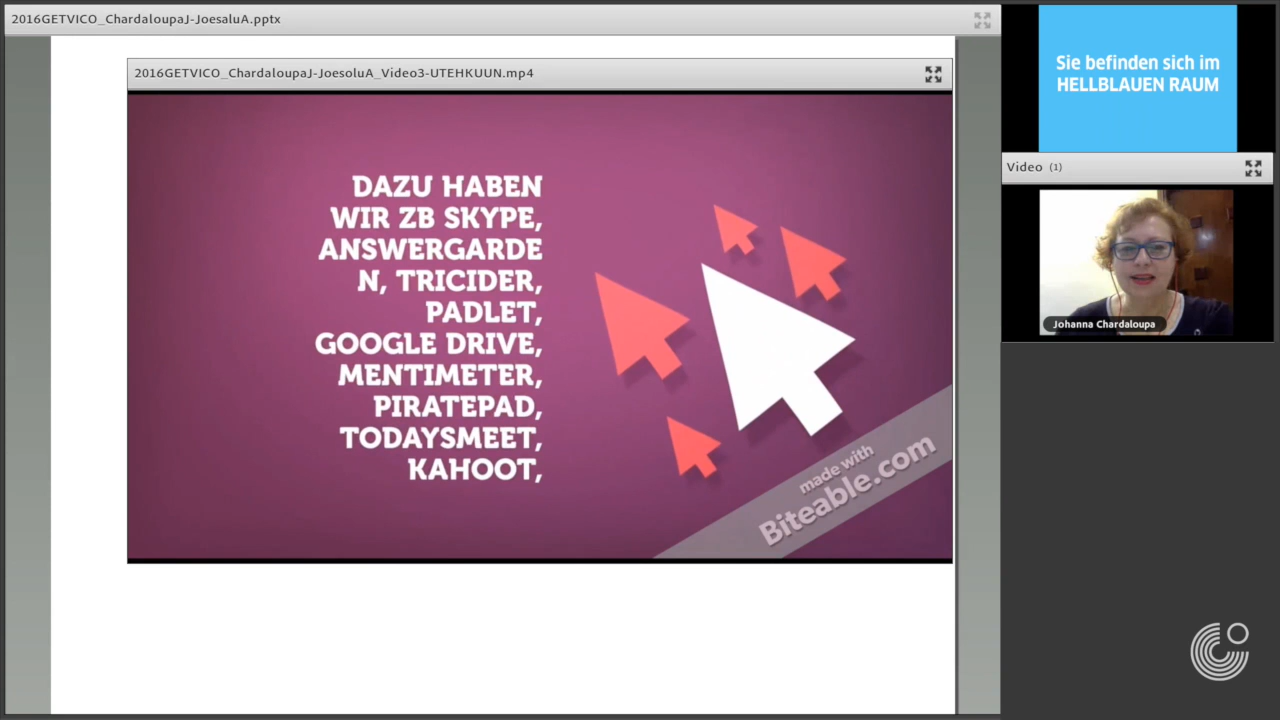 2016GETVICO_ChardaloupaJ-JoesaluA.pptx
2016GETVICO_ChardaloupaJ-JoesoluA_Video3-UTEHKUUN.mp4
DAZU HABEN
WIR ZB SKYPE,
ANSWERGARDE
N, TRICIDER,
PADLET,
GOOGLE DRIVE,
MENTIMETER,
PIRATEPAD,
TODAYSMEET,
KAHOOT,
made with
Biteable.com
Sie befinden sich im
HELLBLAUEN RAUM
Video (1)
Johanna Chardaloupa